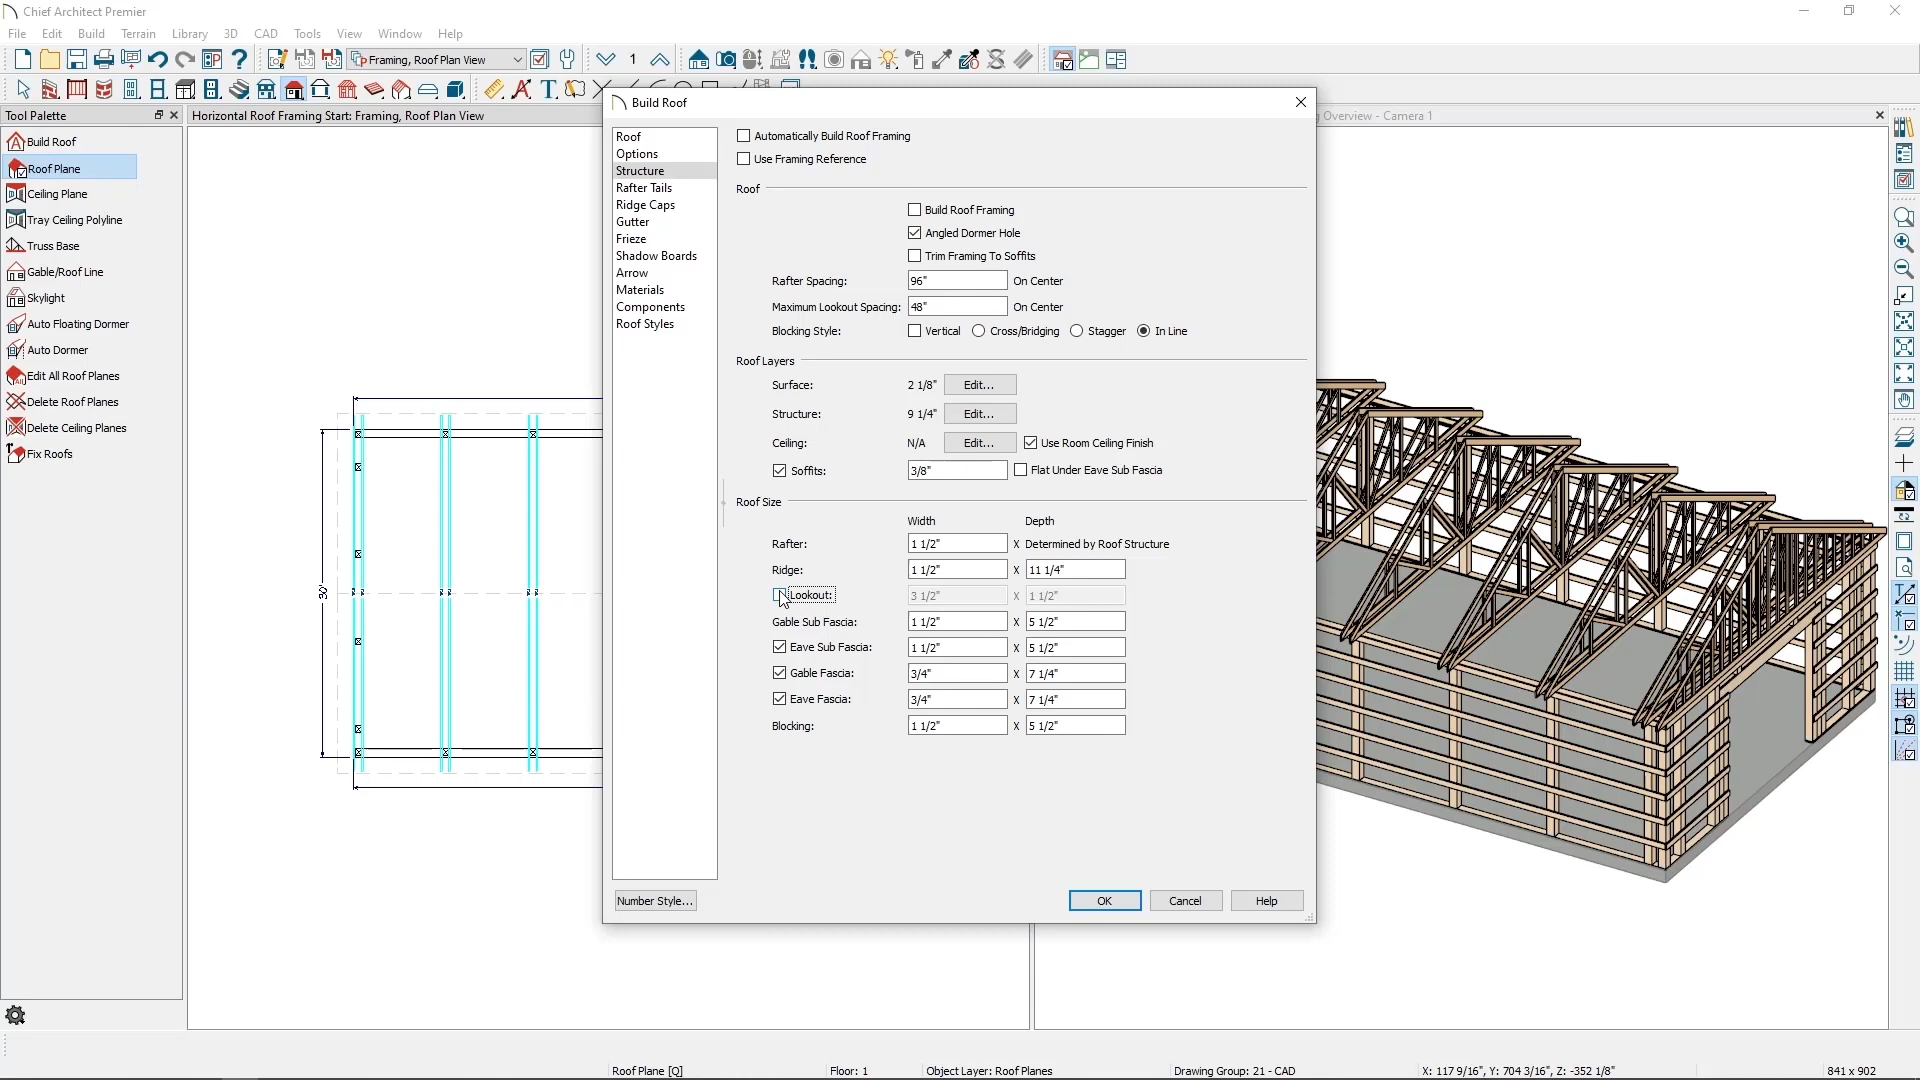 Chief Architect Premier
File Edit Build Terrain Library 3D CAD Tools View Window Help
Framing, Roof Plan View 1
Tool Palette
Horizontal Roof Framing Start: Framing, Roof Plan View
Overview - Camera 1
Build Roof
Roof Plane
Ceiling Plane
Tray Ceiling Polyline
Truss Base
Gable/Roof Line
Skylight
Auto Floating Dormer
Auto Dormer
Edit All Roof Planes
Delete Roof Planes
Delete Ceiling Planes
Fix Roofs
30'
Build Roof
Roof
Options
Structure
Rafter Tails
Ridge Caps
Gutter
Frieze
Shadow Boards
Arrow
Materials
Components
Roof Styles
Automatically Build Roof Framing
Use Framing Reference
Roof
Build Roof Framing
Angled Dormer Hole
Trim Framing To Soffits
Rafter Spacing: 96" On Center
Maximum Lookout Spacing: 48" On Center
Blocking Style: Vertical Cross/Bridging Stagger In Line
Roof Layers
Surface: 2 1/8" Edit...
Structure: 9 1/4" Edit...
Ceiling: N/A Edit... Use Room Ceiling Finish
Soffits: 3/8" Flat Under Eave Sub Fascia
Roof Size
Width Depth
Rafter: 1 1/2" X Determined by Roof Structure
Ridge: 1 1/2" X 11 1/4"
Lookout: 3 1/2" X 1 1/2"
Gable Sub Fascia: 1 1/2" X 5 1/2"
Eave Sub Fascia: 1 1/2" X 5 1/2"
Gable Fascia: 3/4" X 7 1/4"
Eave Fascia: 3/4" X 7 1/4"
Blocking: 1 1/2" X 5 1/2"
Number Style... OK Cancel Help
Roof Plane [Q] Floor: 1 Object Layer: Roof Planes Drawing Group: 21 - CAD X: 117 9/16", Y: 704 3/16", Z: -352 1/8" 841 x 902